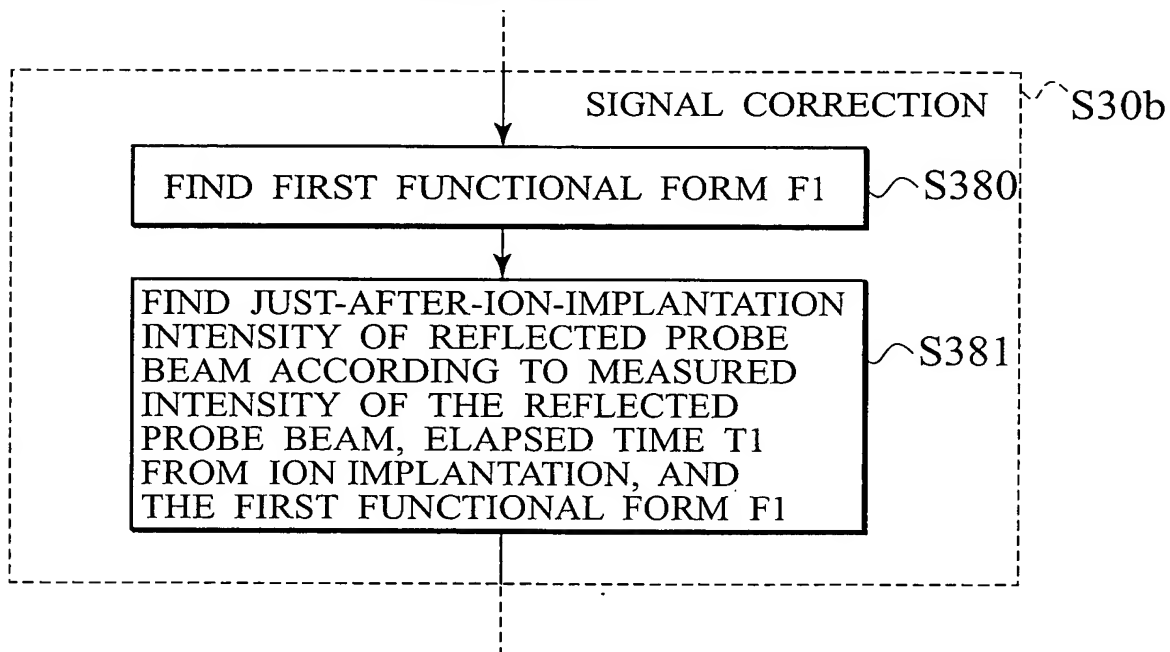 SIGNAL CORRECTION
S30b
FIND FIRST FUNCTIONAL FORM F1
S380
FIND JUST-AFTER-ION-IMPLANTATION
INTENSITY OF REFLECTED PROBE
BEAM ACCORDING TO MEASURED
INTENSITY OF THE REFLECTED
PROBE BEAM, ELAPSED TIME T1
FROM ION IMPLANTATION, AND
THE FIRST FUNCTIONAL FORM F1
S381